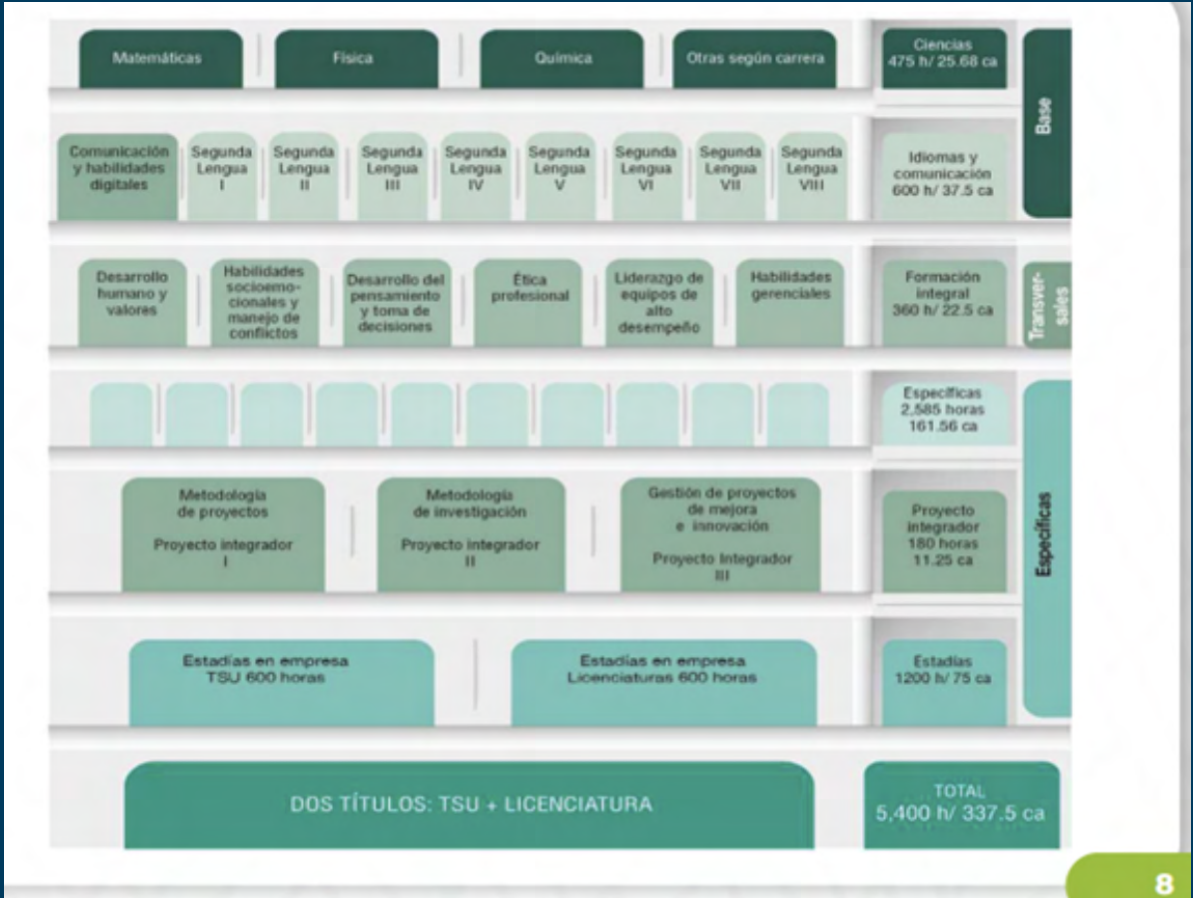 Matemáticas
Física
Química
Otras según carrera
Ciencias
475 h/ 25.68 ca
Base
Comunicación
y habilidades
digitales
Segunda
Lengua
I
Segunda
Lengua
II
Segunda
Lengua
III
Segunda
Lengua
IV
Segunda
Lengua
V
Segunda
Lengua
VI
Segunda
Lengua
VII
Segunda
Lengua
VIII
Idiomas y
comunicación
600 h/ 37.5 ca
Desarrollo
humano y
valores
Habilidades
socioemo-
cionales y
manejo de
conflictos
Desarrollo del
pensamiento
y toma de
decisiones
Ética
profesional
Liderazgo de
equipos de
alto
desempeño
Habilidades
gerenciales
Formación
integral
360 h/ 22.5 ca
Transver-
sales
Específicas
2,585 horas
161.56 ca
Específicas
Metodología
de proyectos
Proyecto integrador
I
Metodología
de investigación
Proyecto integrador
II
Gestión de proyectos
de mejora
e innovación
Proyecto Integrador
III
Proyecto
integrador
180 horas
11.25 ca
Estadías en empresa
TSU 600 horas
Estadías en empresa
Licenciaturas 600 horas
Estadías
1200 h/ 75 ca
DOS TÍTULOS: TSU + LICENCIATURA
TOTAL
5,400 h/ 337.5 ca
8